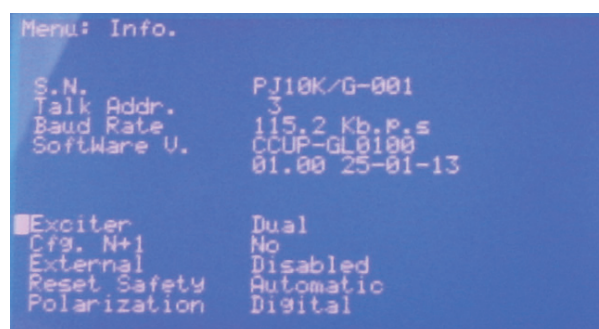 Menu: Info.
S.N. PJ10K/G-001
Talk Addr. 3
Baud Rate 115.2 Kb.p.s
SoftWare V. CCUP-GL0100
01.00 25-01-13
Exciter Dual
Cfg. N+1 No
External Disabled
Reset Safety Automatic
Polarization Digital